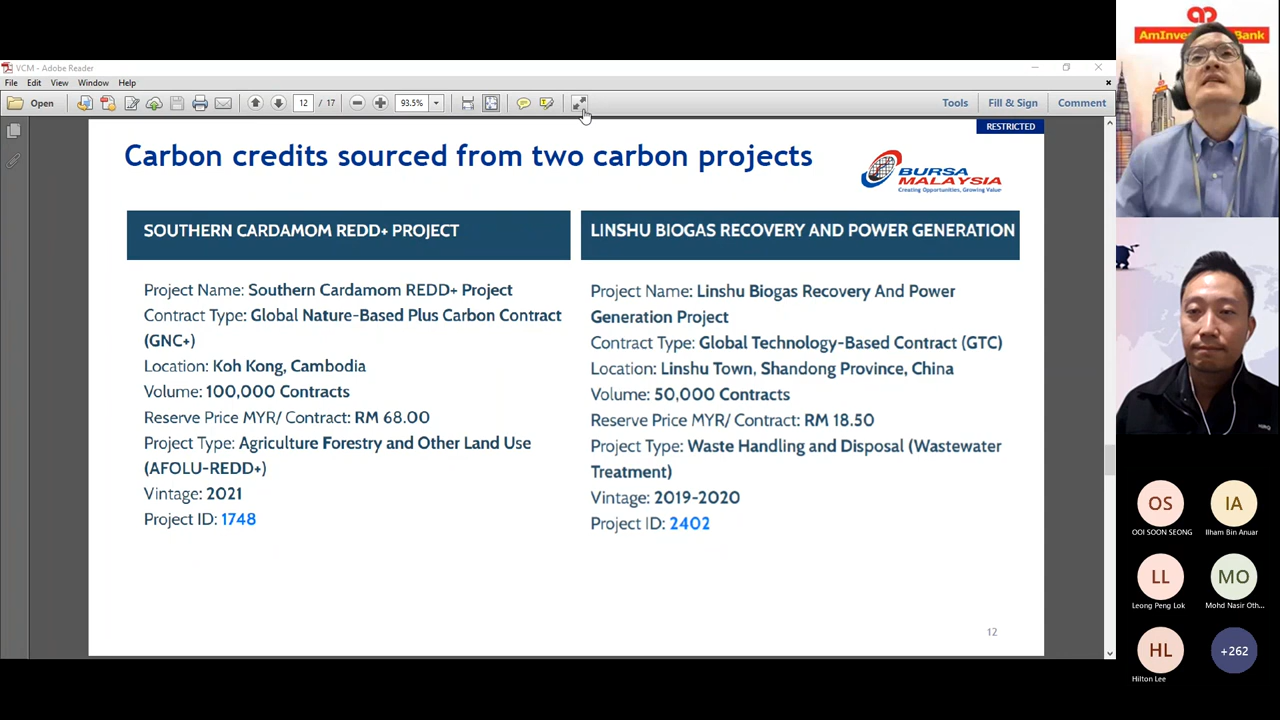 VCM - Adobe Reader
File Edit View Window Help
Open
12 / 17
93.5%
Tools Fill & Sign Comment
RESTRICTED
Carbon credits sourced from two carbon projects
BURSA
MALAYSIA
Creating Opportunities, Growing Value
SOUTHERN CARDAMOM REDD+ PROJECT
Project Name: Southern Cardamom REDD+ Project
Contract Type: Global Nature-Based Plus Carbon Contract
(GNC+)
Location: Koh Kong, Cambodia
Volume: 100,000 Contracts
Reserve Price MYR/ Contract: RM 68.00
Project Type: Agriculture Forestry and Other Land Use
(AFOLU-REDD+)
Vintage: 2021
Project ID: 1748
LINSHU BIOGAS RECOVERY AND POWER GENERATION
Project Name: Linshu Biogas Recovery And Power
Generation Project
Contract Type: Global Technology-Based Contract (GTC)
Location: Linshu Town, Shandong Province, China
Volume: 50,000 Contracts
Reserve Price MYR/ Contract: RM 18.50
Project Type: Waste Handling and Disposal (Wastewater
Treatment)
Vintage: 2019-2020
Project ID: 2402
12
OS
OOI SOON SEONG
IA
Ilham Bin Anuar
LL
Leong Peng Lok
MO
Mohd Nasir Oth...
HL
Hilton Lee
+262